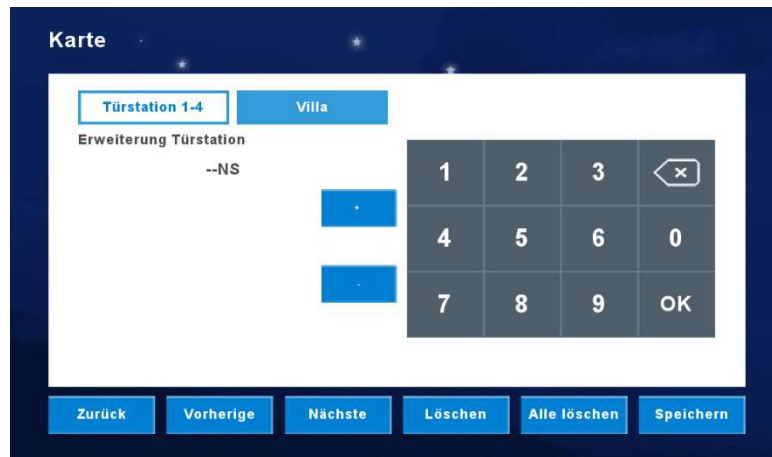 Karte
Türstation 1-4
Villa
Erweiterung Türstation
--NS
1 2 3
4 5 6 0
7 8 9 OK
Zurück Vorherige Nächste Löschen Alle löschen Speichern